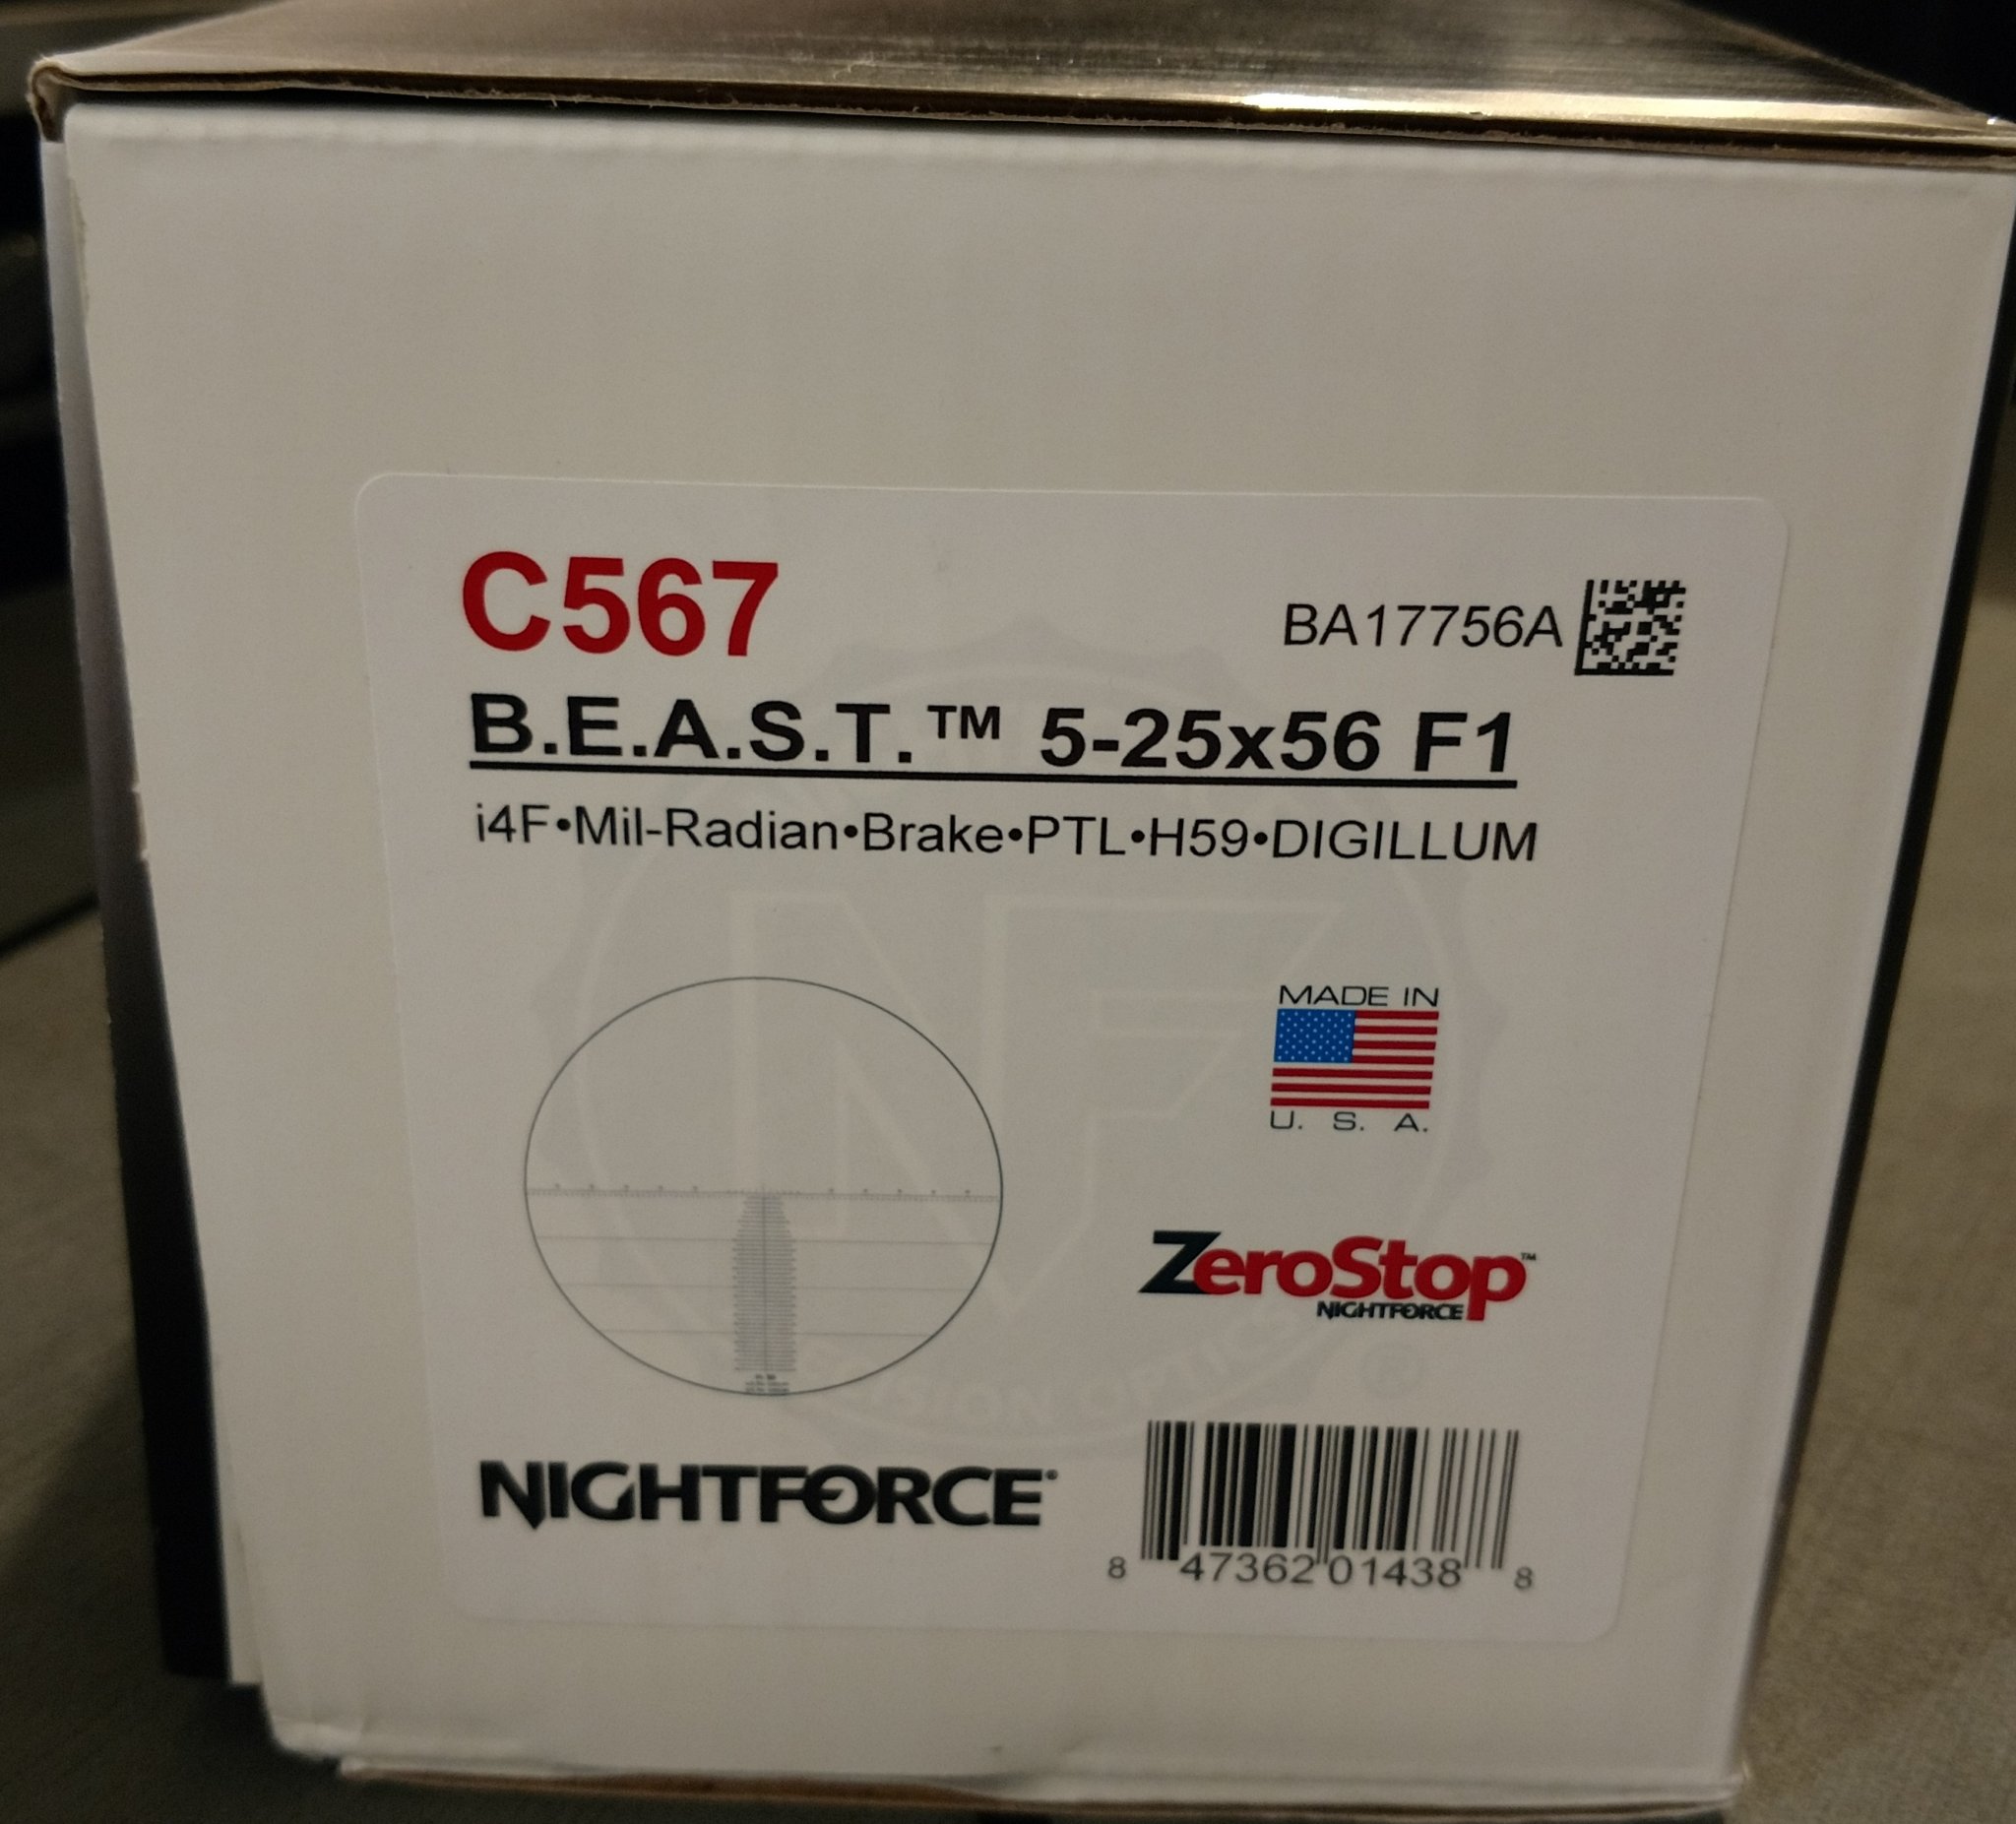 C567
BA17756A
B.E.A.S.T.™ 5-25x56 F1
i4F•Mil-Radian•Brake•PTL•H59•DIGILLUM
MADE IN
U. S. A.
ZeroStop™
NIGHTFORCE
NIGHTFORCE®
8 47362 01438 8
NF